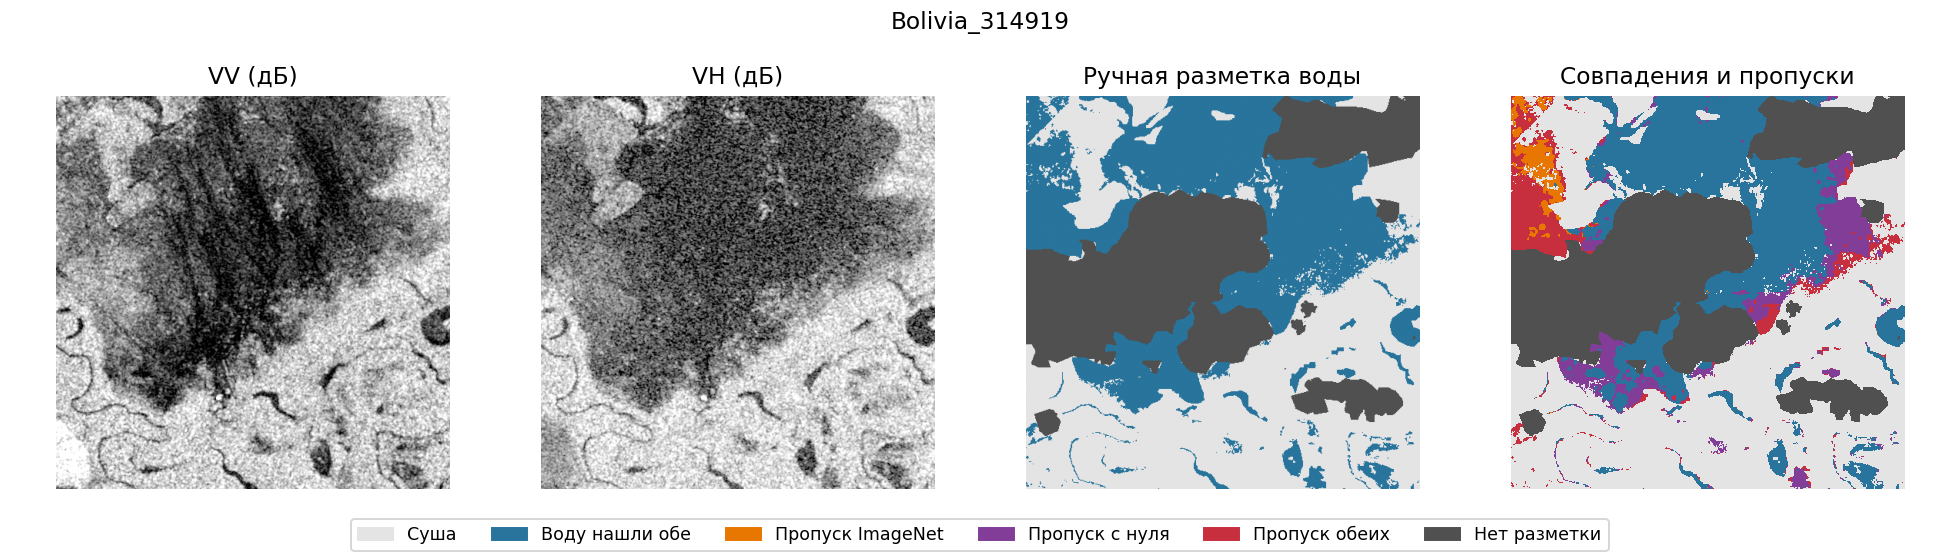 Bolivia_314919
VV (дБ)
VH (дБ)
Ручная разметка воды
Совпадения и пропуски
Суша
Воду нашли обе
Пропуск ImageNet
Пропуск с нуля
Пропуск обеих
Нет разметки